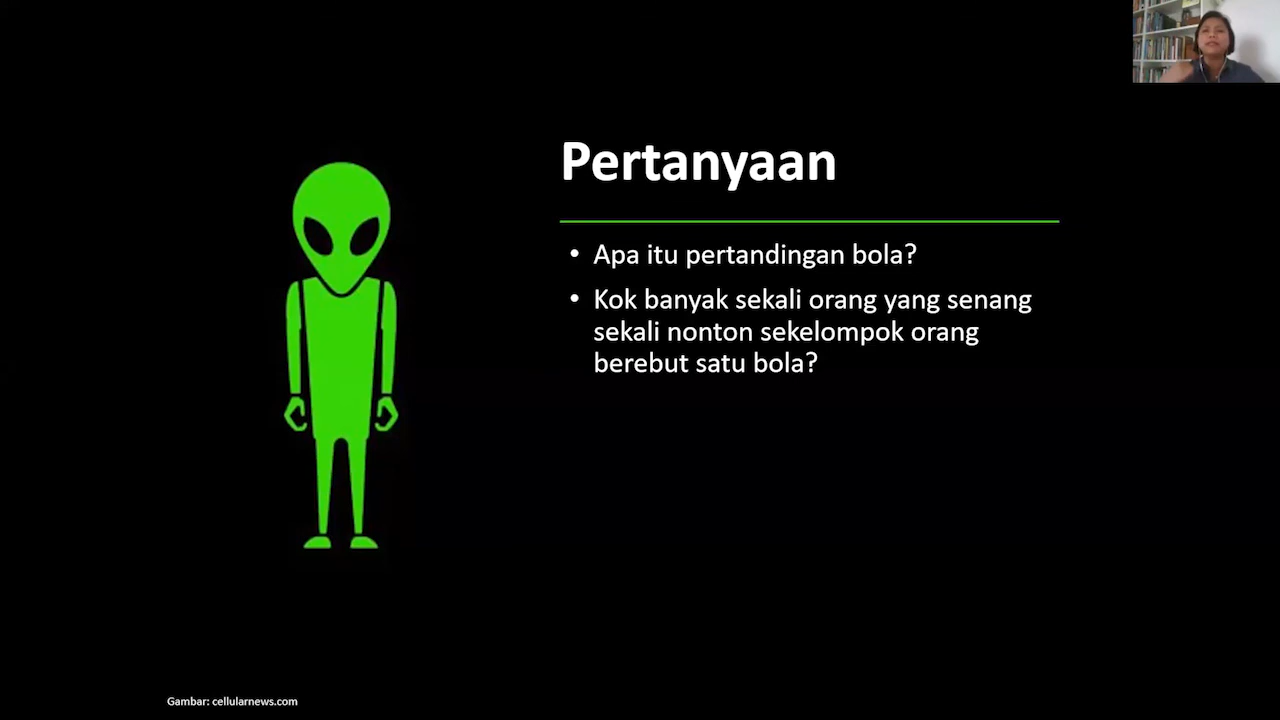 Pertanyaan
• Apa itu pertandingan bola?
• Kok banyak sekali orang yang senang
sekali nonton sekelompok orang
berebut satu bola?
Gambar: cellularnews.com